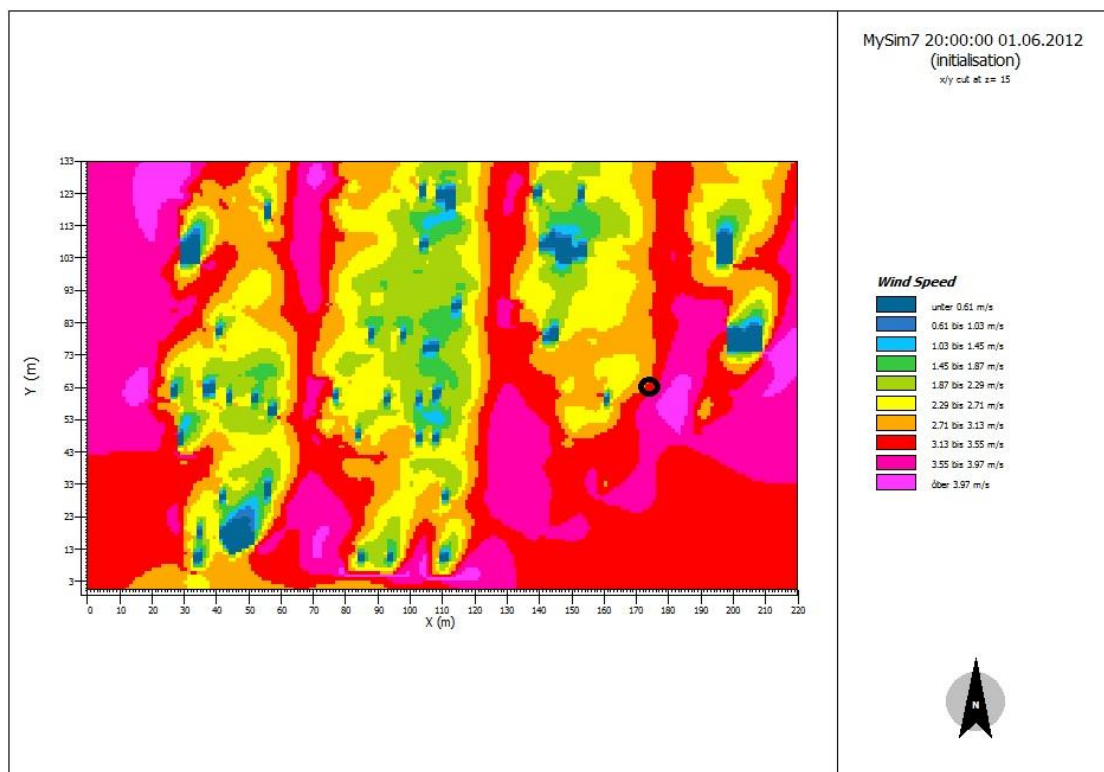 MySim7 20:00:00 01.06.2012
(initialisation)
x/y cut at z= 15
133
123
113
103
93
83
73
63
53
43
33
23
13
3
Y (m)
0 10 20 30 40 50 60 70 80 90 100 110 120 130 140 150 160 170 180 190 200 210 220
X (m)
Wind Speed
unter 0.61 m/s
0.61 bis 1.03 m/s
1.03 bis 1.45 m/s
1.45 bis 1.87 m/s
1.87 bis 2.29 m/s
2.29 bis 2.71 m/s
2.71 bis 3.13 m/s
3.13 bis 3.55 m/s
3.55 bis 3.97 m/s
őber 3.97 m/s
N